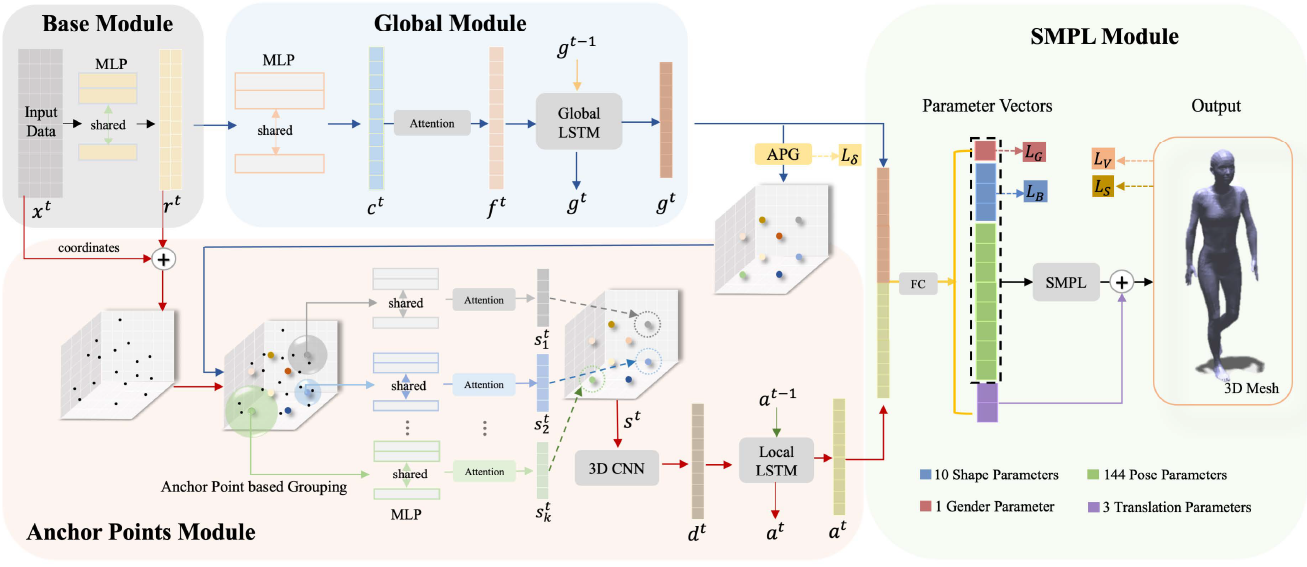 Base Module
Input
Data
MLP
shared
x^t
r^t
coordinates
+
Global Module
MLP
shared
c^t
Attention
f^t
g^{t-1}
Global
LSTM
g^t
g^t
APG
L_δ
Anchor Points Module
Anchor Point based Grouping
shared
Attention
s_1^t
shared
Attention
s_2^t
⋮
⋮
shared
Attention
s_k^t
MLP
s^t
3D CNN
d^t
a^{t-1}
Local
LSTM
a^t
a^t
SMPL Module
FC
Parameter Vectors
L_G
L_B
SMPL
+
Output
L_V
L_S
3D Mesh
10 Shape Parameters
144 Pose Parameters
1 Gender Parameter
3 Translation Parameters